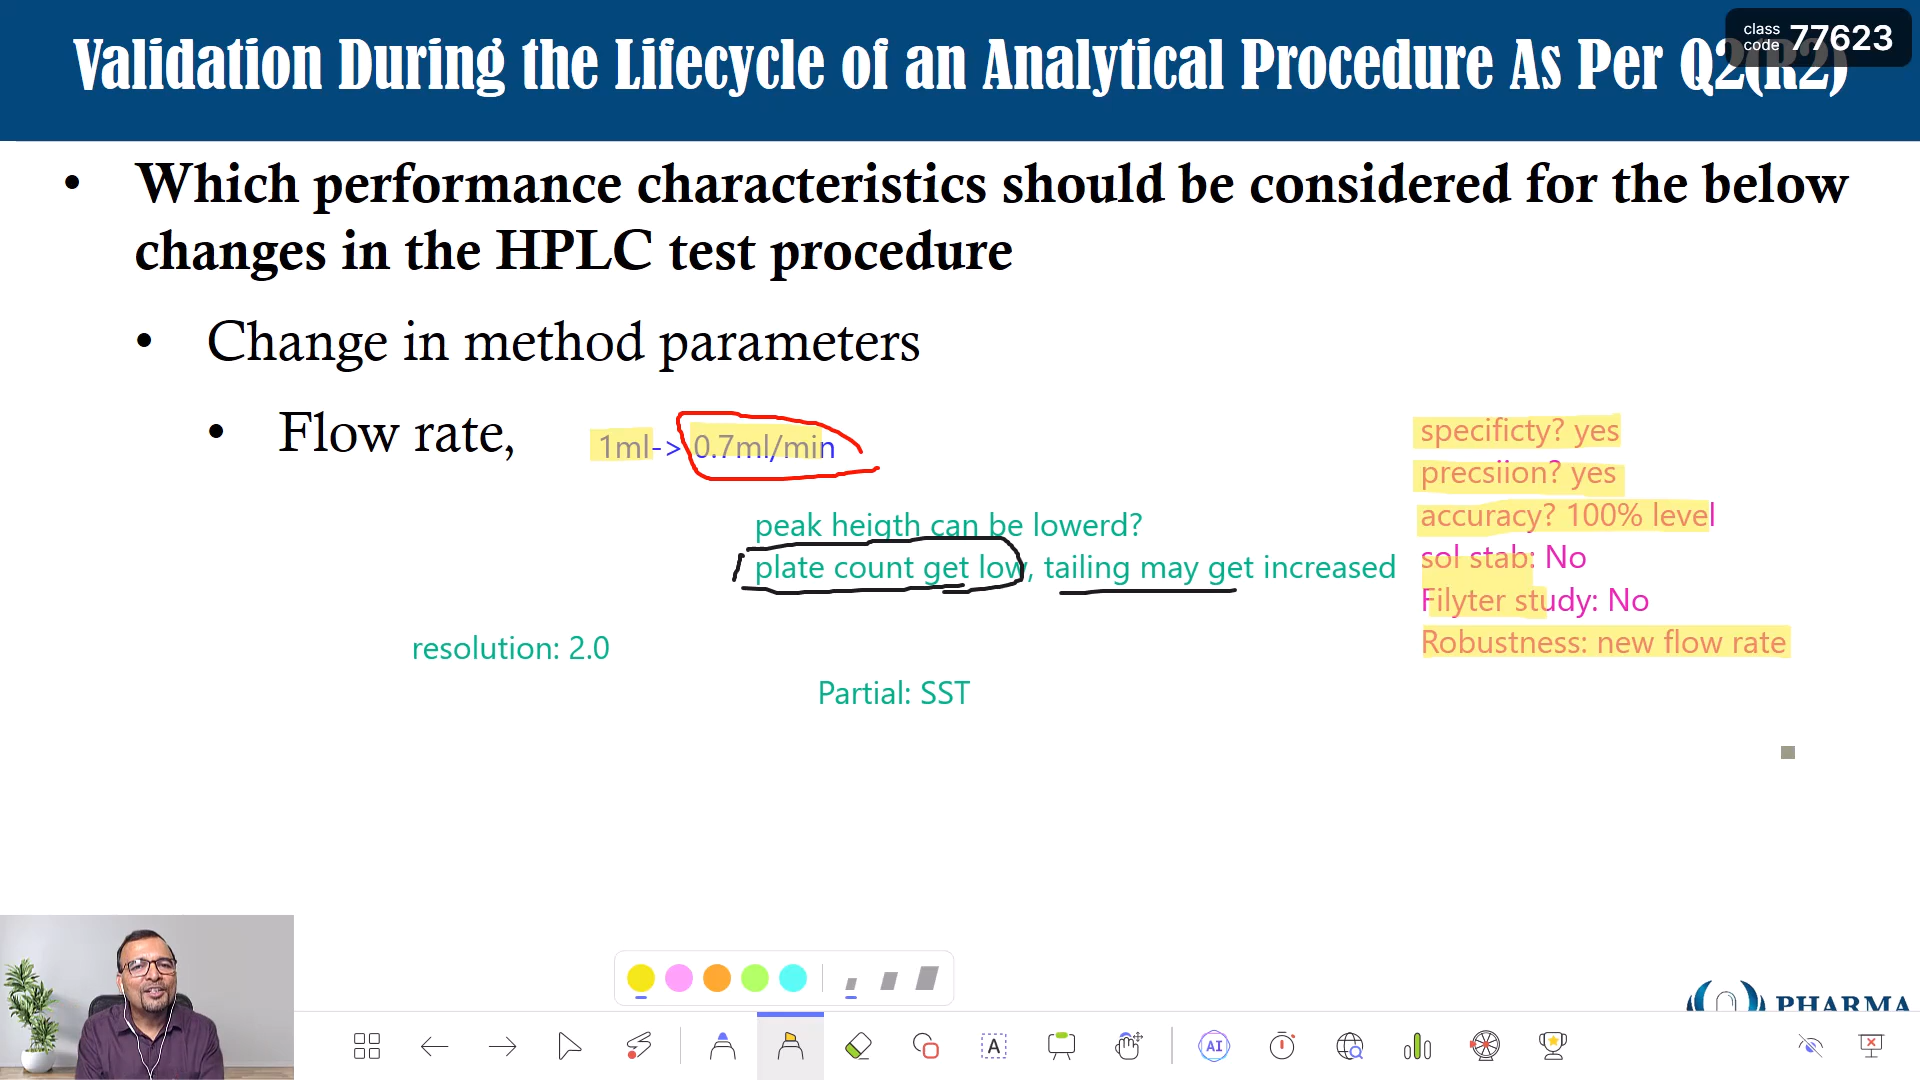 Validation During the Lifecycle of an Analytical Procedure As Per Q2(R2)
class code 77623
• Which performance characteristics should be considered for the below
changes in the HPLC test procedure
• Change in method parameters
• Flow rate,
1ml-> 0.7ml/min
peak heigth can be lowerd?
plate count get low, tailing may get increased
resolution: 2.0
Partial: SST
specificty? yes
precsiion? yes
accuracy? 100% level
sol stab: No
Filyter study: No
Robustness: new flow rate
PHARMA
A
AI